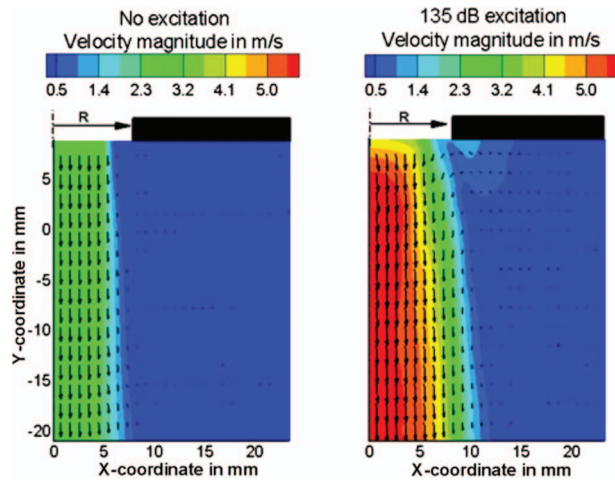 No excitation
Velocity magnitude in m/s
0.5 1.4 2.3 3.2 4.1 5.0
R
Y-coordinate in mm
5
0
-5
-10
-15
-20
0 5 10 15 20
X-coordinate in mm
135 dB excitation
Velocity magnitude in m/s
0.5 1.4 2.3 3.2 4.1 5.0
R
0 5 10 15 20
X-coordinate in mm